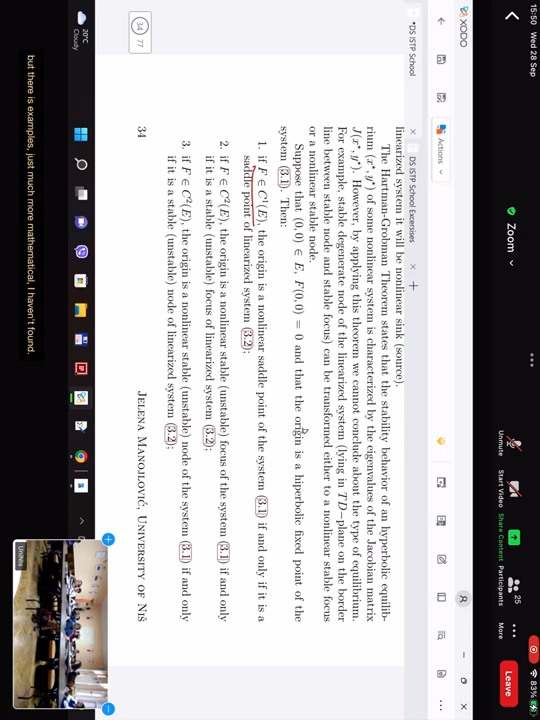 15:50 Wed 28 Sep
83%
Zoom
Unmute
Start Video
Share Content
25
Participants
More
Leave
XODO
Actions
*DS ISTP School
DS ISTP School Excersises
linearized system it will be nonlinear sink (source).
The Hartman-Grobman Theorem states that the stability behavior of an hyperbolic equilib-
rium (x*, y*) of some nonlinear system is characterized by the eigenvalues of the Jacobian matrix
J(x*, y*). However, by applying this theorem we cannot conclude about the type of equilibrium.
For example, stable degenerate node of the linearized system (lying in TD−plane on the border
line between stable node and stable focus) can be transformed either to a nonlinear stable focus
or a nonlinear stable node.
Suppose that (0, 0) ∈ E, F(0, 0) = 0 and that the origin is a hiperbolic fixed point of the
system (3.1). Then:
1. if F ∈ C¹(E), the origin is a nonlinear saddle point of the system (3.1) if and only if it is a
saddle point of linearized system (3.2);
2. if F ∈ C²(E), the origin is a nonlinear stable (unstable) focus of the system (3.1) if and only
if it is a stable (unstable) focus of linearized system (3.2);
3. if F ∈ C²(E), the origin is a nonlinear stable (unstable) node of the system (3.1) if and only
if it is a stable (unstable) node of linearized system (3.2);
34
JELENA MANOJLOVIĆ, UNIVERSITY OF NIŠ
34 77
20°C
Cloudy
UniNis
but there is examples, just much more mathematical, I haven't found.